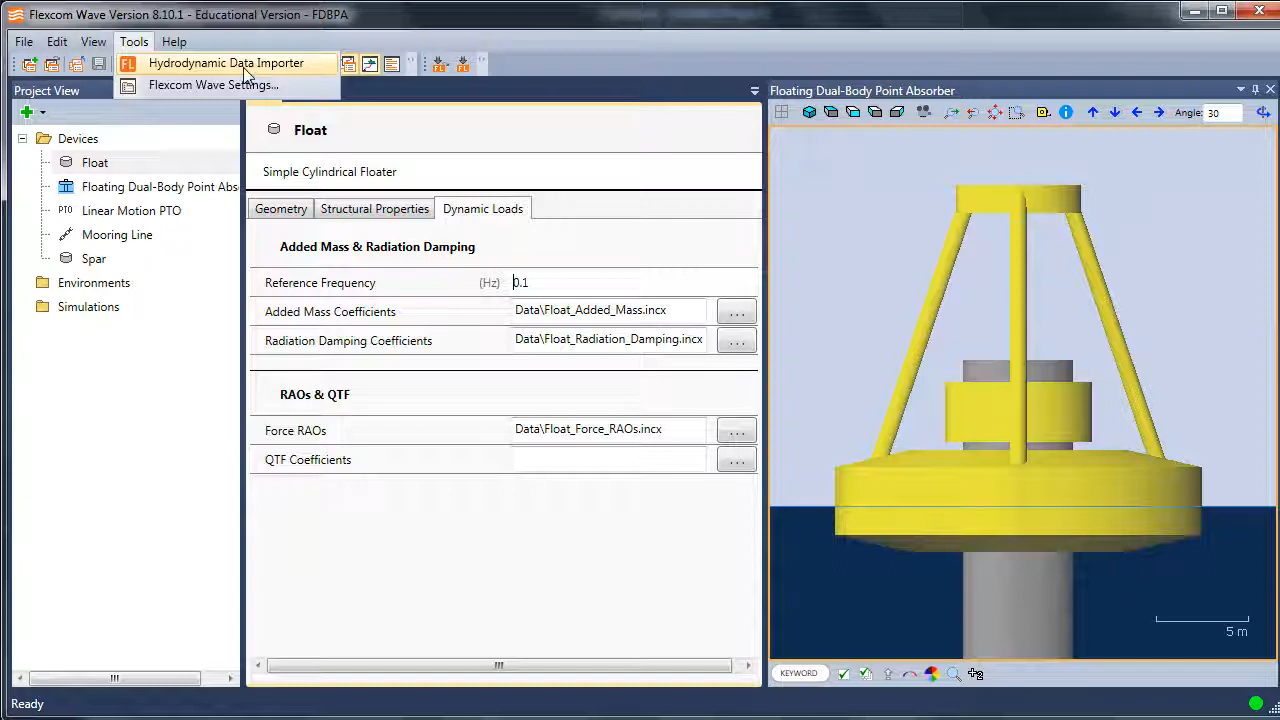 Flexcom Wave Version 8.10.1 - Educational Version - FDBPA
File Edit View Tools Help
Hydrodynamic Data Importer
Flexcom Wave Settings...
Project View
Devices
Float
Floating Dual-Body Point Abs
Linear Motion PTO
Mooring Line
Spar
Environments
Simulations
Float
Simple Cylindrical Floater
Geometry Structural Properties Dynamic Loads
Added Mass & Radiation Damping
Reference Frequency (Hz) 0.1
Added Mass Coefficients Data\Float_Added_Mass.incx ...
Radiation Damping Coefficients Data\Float_Radiation_Damping.incx ...
RAOs & QTF
Force RAOs Data\Float_Force_RAOs.incx ...
QTF Coefficients ...
Floating Dual-Body Point Absorber
Angle: 30
5 m
KEYWORD
Ready